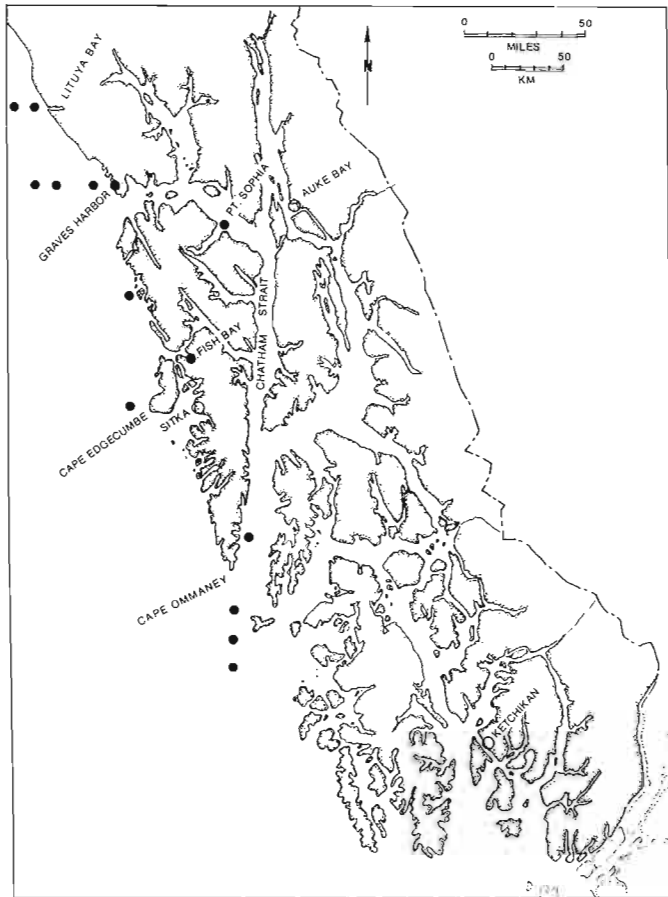 0 50
MILES
0 50
KM
N
LITUYA BAY
GRAVES HARBOR
PT. SOPHIA
AUKE BAY
CHATHAM STRAIT
FISH BAY
SITKA
CAPE EDGECUMBE
CAPE OMMANEY
KETCHIKAN